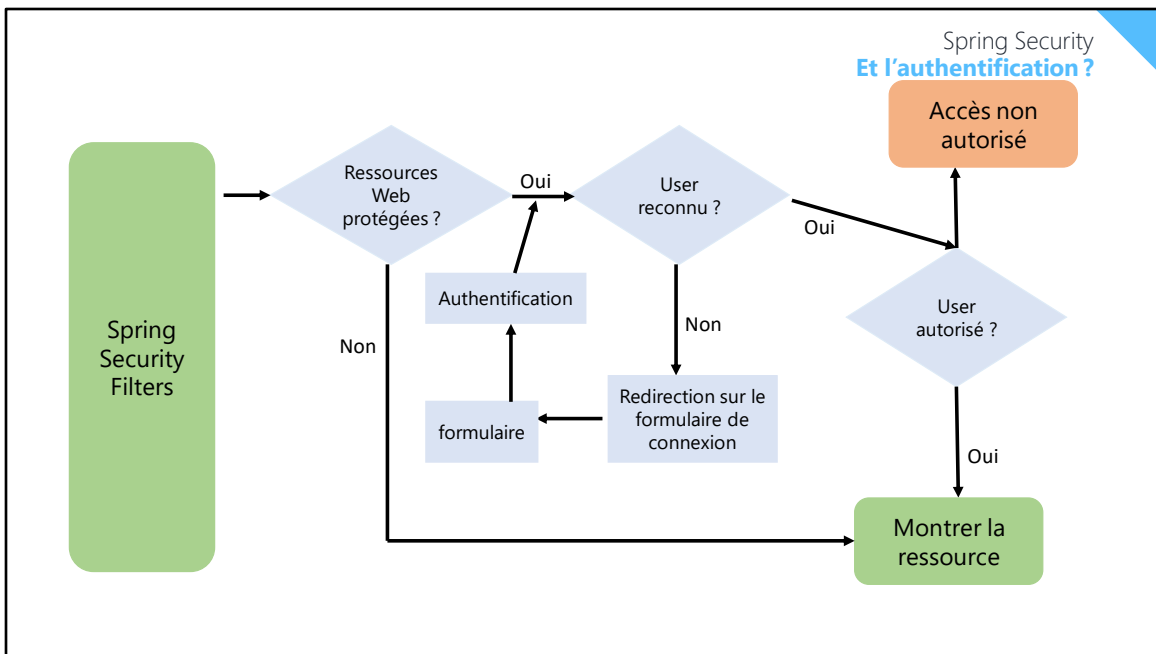 Spring Security
Et l'authentification ?
Accès non
autorisé
Ressources
Web
protégées ?
Oui
User
reconnu ?
Oui
Authentification
User
autorisé ?
Non
Non
Spring
Security
Filters
Redirection sur le
formulaire de
connexion
formulaire
Oui
Montrer la
ressource